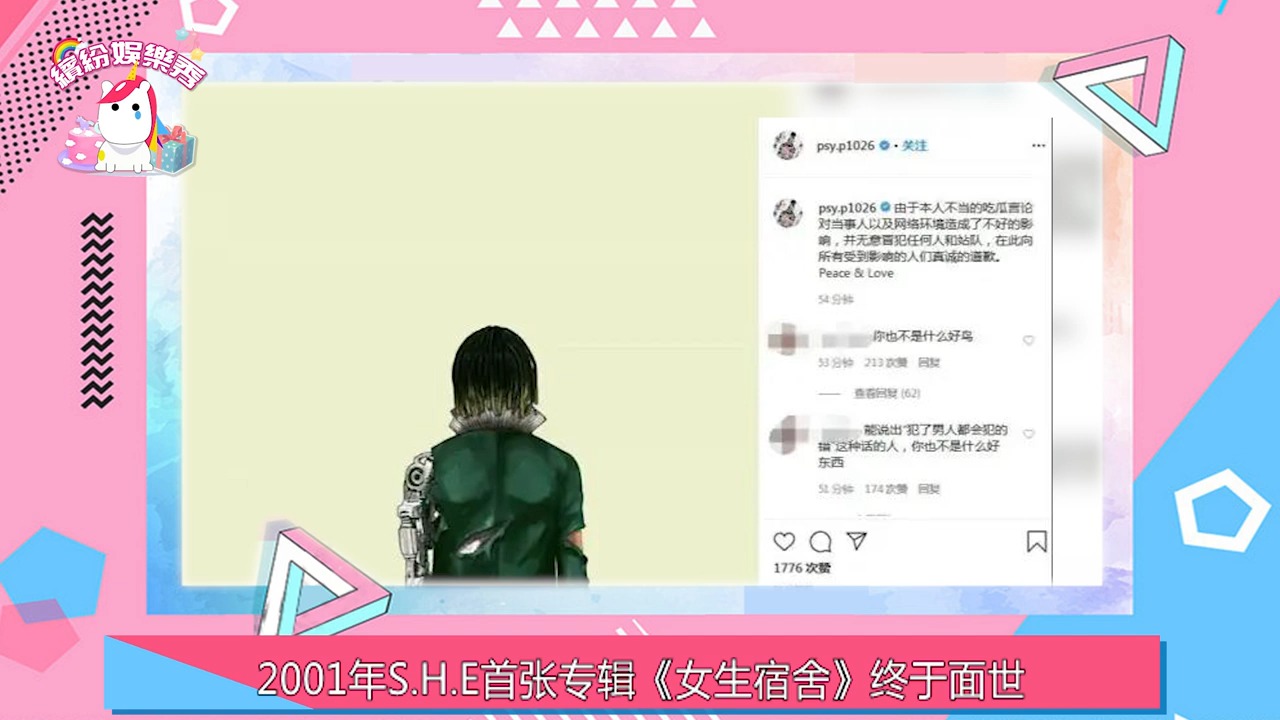 繽紛娛樂秀
psy.p1026 • 关注
psy.p1026 由于本人不当的吃瓜言论
对当事人以及网络环境造成了不好的影
响，并无意冒犯任何人和站队，在此向
所有受到影响的人们真诚的道歉。
Peace & Love
54 分钟
你也不是什么好鸟
53 分钟 213 次赞 回复
查看回复 (62)
能说出“犯了男人都会犯的
错”这种话的人，你也不是什么好
东西
51 分钟 174 次赞 回复
1776 次赞
2001年S.H.E首张专辑《女生宿舍》终于面世